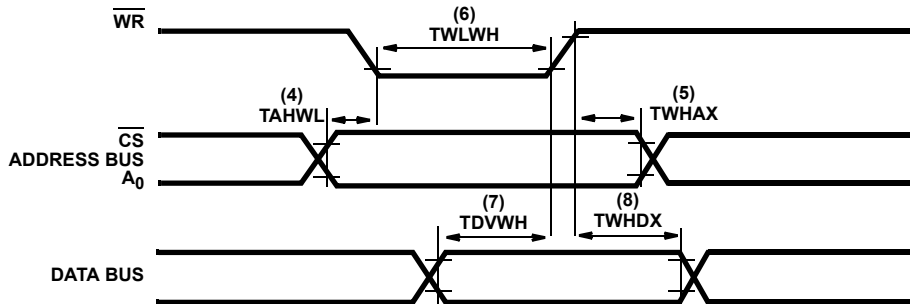 WR
(6)
TWLWH
(4)
TAHWL
(5)
TWHAX
CS
ADDRESS BUS
A0
(7)
TDVWH
(8)
TWHDX
DATA BUS